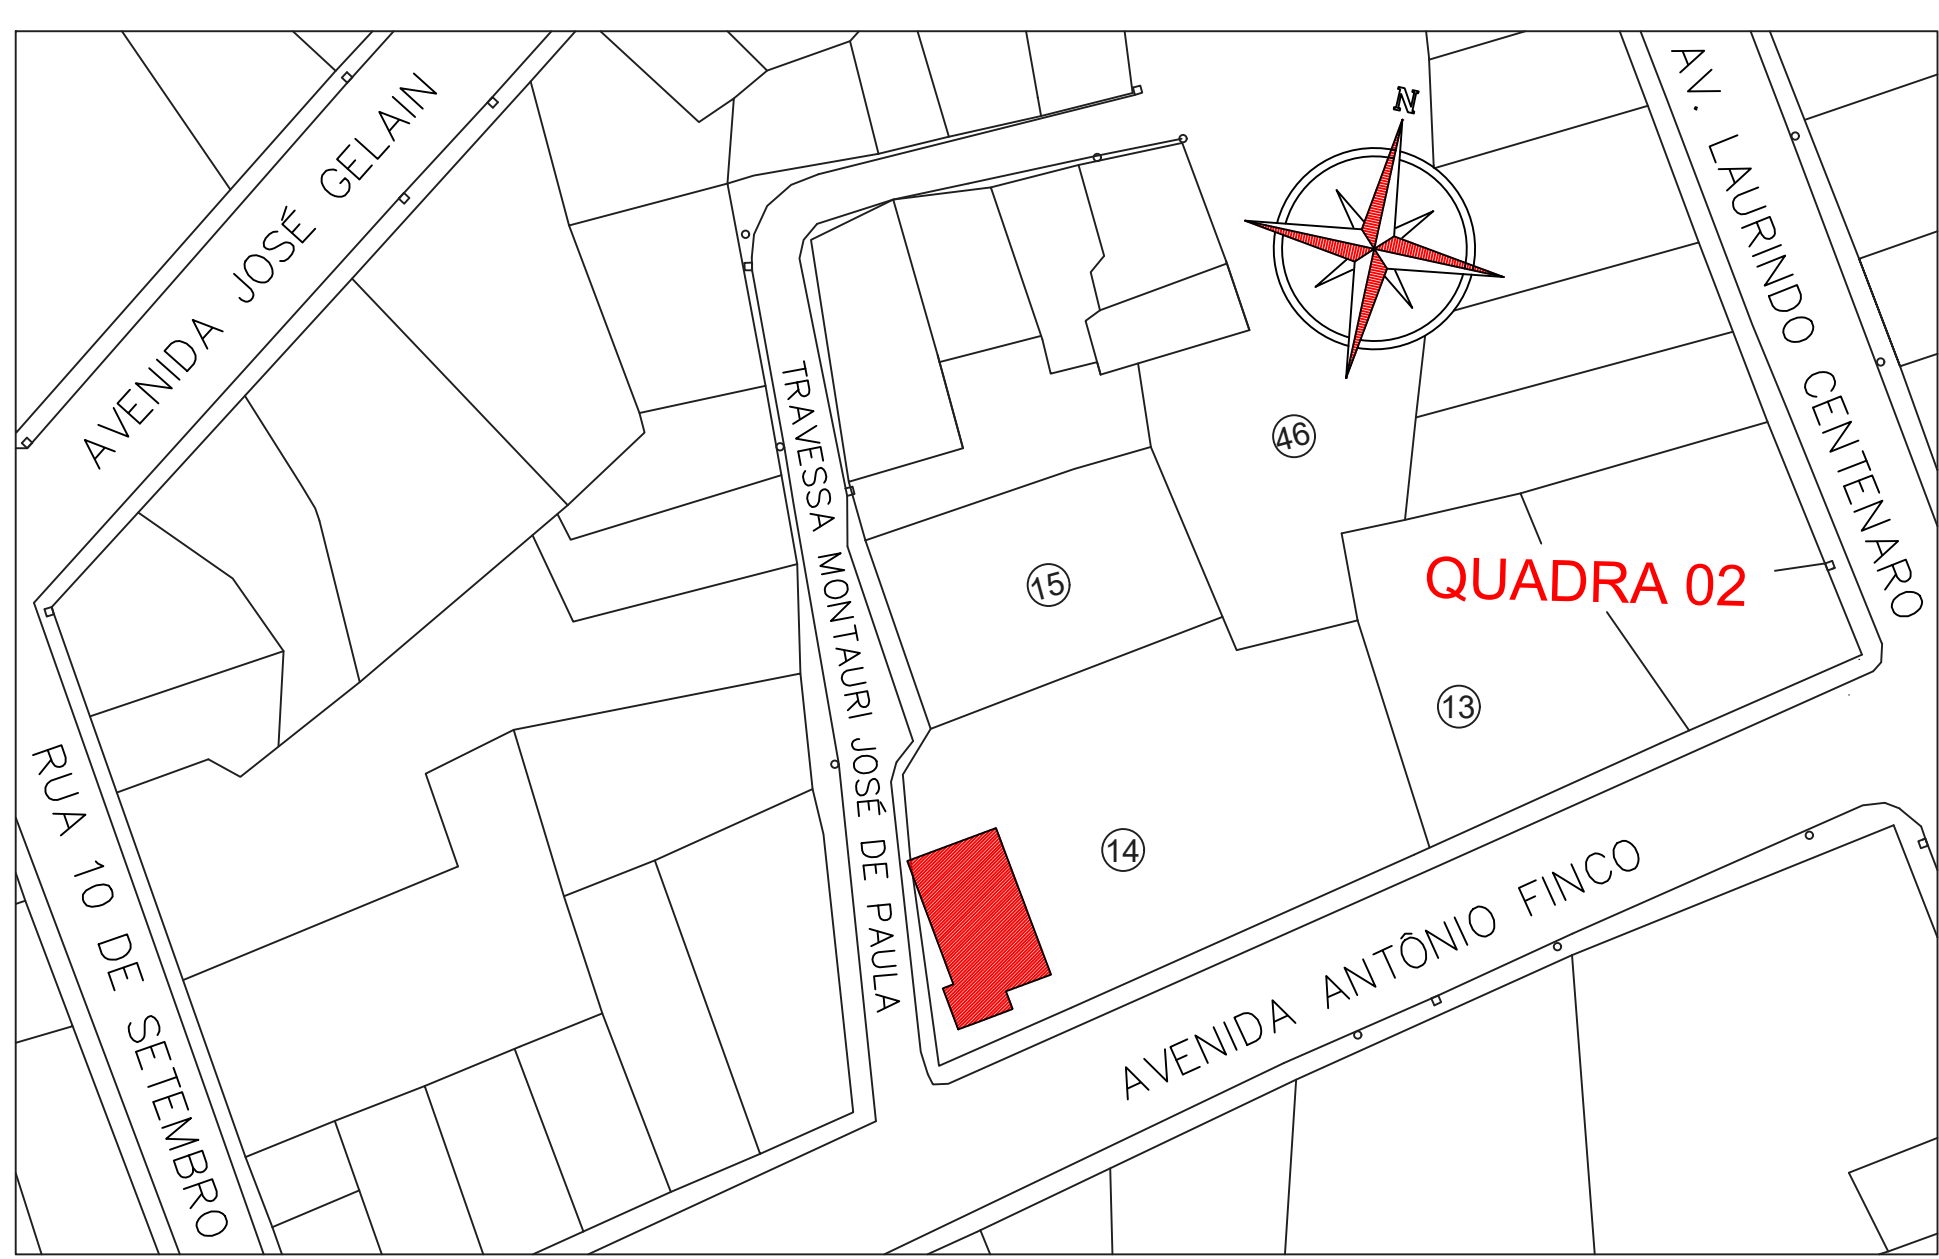 N
AVENIDA JOSÉ GELAIN
AV. LAURINDO CENTENARO
TRAVESSA MONTAURI JOSÉ DE PAULA
46
15
QUADRA 02
13
14
RUA 10 DE SETEMBRO
AVENIDA ANTÔNIO FINCO